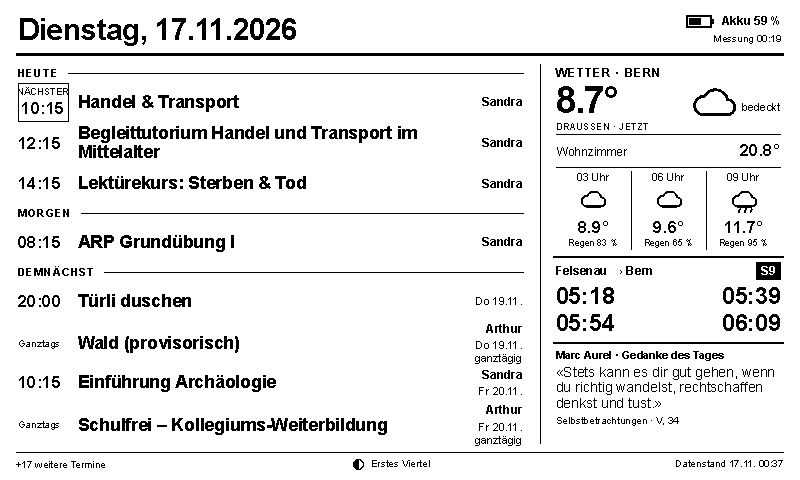 Dienstag, 17.11.2026
Akku 59 %
Messung 00:19
HEUTE
NÄCHSTER
10:15 Handel & Transport Sandra
12:15 Begleittutorium Handel und Transport im
Mittelalter Sandra
14:15 Lektürekurs: Sterben & Tod Sandra
MORGEN
08:15 ARP Grundübung I Sandra
DEMNÄCHST
20:00 Türli duschen Do 19.11.
Ganztags Wald (provisorisch) Arthur
Do 19.11.
ganztägig
10:15 Einführung Archäologie Sandra
Fr 20.11.
Ganztags Schulfrei – Kollegiums-Weiterbildung Arthur
Fr 20.11.
ganztägig
WETTER · BERN
8.7° bedeckt
DRAUSSEN · JETZT
Wohnzimmer 20.8°
03 Uhr 06 Uhr 09 Uhr
8.9° 9.6° 11.7°
Regen 83 % Regen 65 % Regen 95 %
Felsenau › Bern S9
05:18 05:39
05:54 06:09
Marc Aurel · Gedanke des Tages
«Stets kann es dir gut gehen, wenn
du richtig wandelst, rechtschaffen
denkst und tust.»
Selbstbetrachtungen · V, 34
+17 weitere Termine
Erstes Viertel
Datenstand 17.11. 00:37